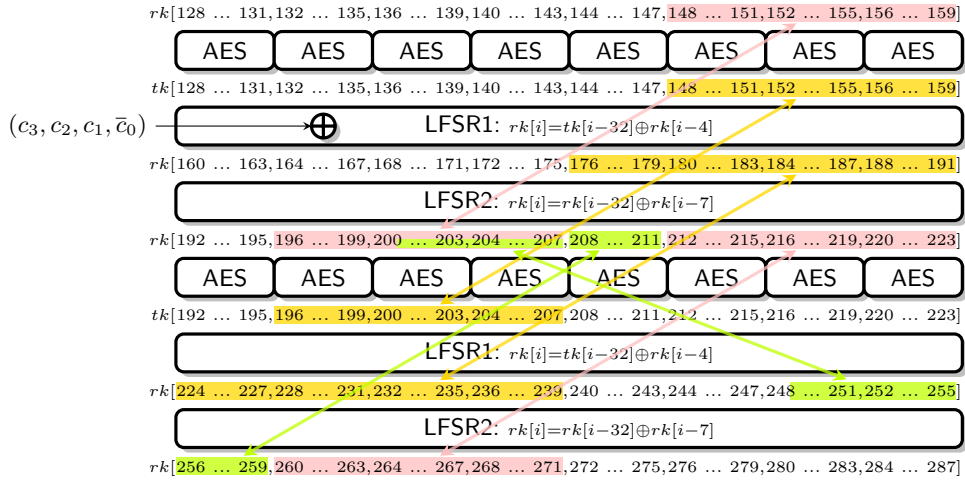 rk[128 ... 131,132 ... 135,136 ... 139,140 ... 143,144 ... 147,148 ... 151,152 ... 155,156 ... 159]
AES AES AES AES AES AES AES AES
tk[128 ... 131,132 ... 135,136 ... 139,140 ... 143,144 ... 147,148 ... 151,152 ... 155,156 ... 159]
(c₃, c₂, c₁, c̄₀) ⊕ LFSR1: rk[i]=tk[i−32]⊕rk[i−4]
rk[160 ... 163,164 ... 167,168 ... 171,172 ... 175,176 ... 179,180 ... 183,184 ... 187,188 ... 191]
LFSR2: rk[i]=rk[i−32]⊕rk[i−7]
rk[192 ... 195,196 ... 199,200 ... 203,204 ... 207,208 ... 211,212 ... 215,216 ... 219,220 ... 223]
AES AES AES AES AES AES AES AES
tk[192 ... 195,196 ... 199,200 ... 203,204 ... 207,208 ... 211,212 ... 215,216 ... 219,220 ... 223]
LFSR1: rk[i]=tk[i−32]⊕rk[i−4]
rk[224 ... 227,228 ... 231,232 ... 235,236 ... 239,240 ... 243,244 ... 247,248 ... 251,252 ... 255]
LFSR2: rk[i]=rk[i−32]⊕rk[i−7]
rk[256 ... 259,260 ... 263,264 ... 267,268 ... 271,272 ... 275,276 ... 279,280 ... 283,284 ... 287]